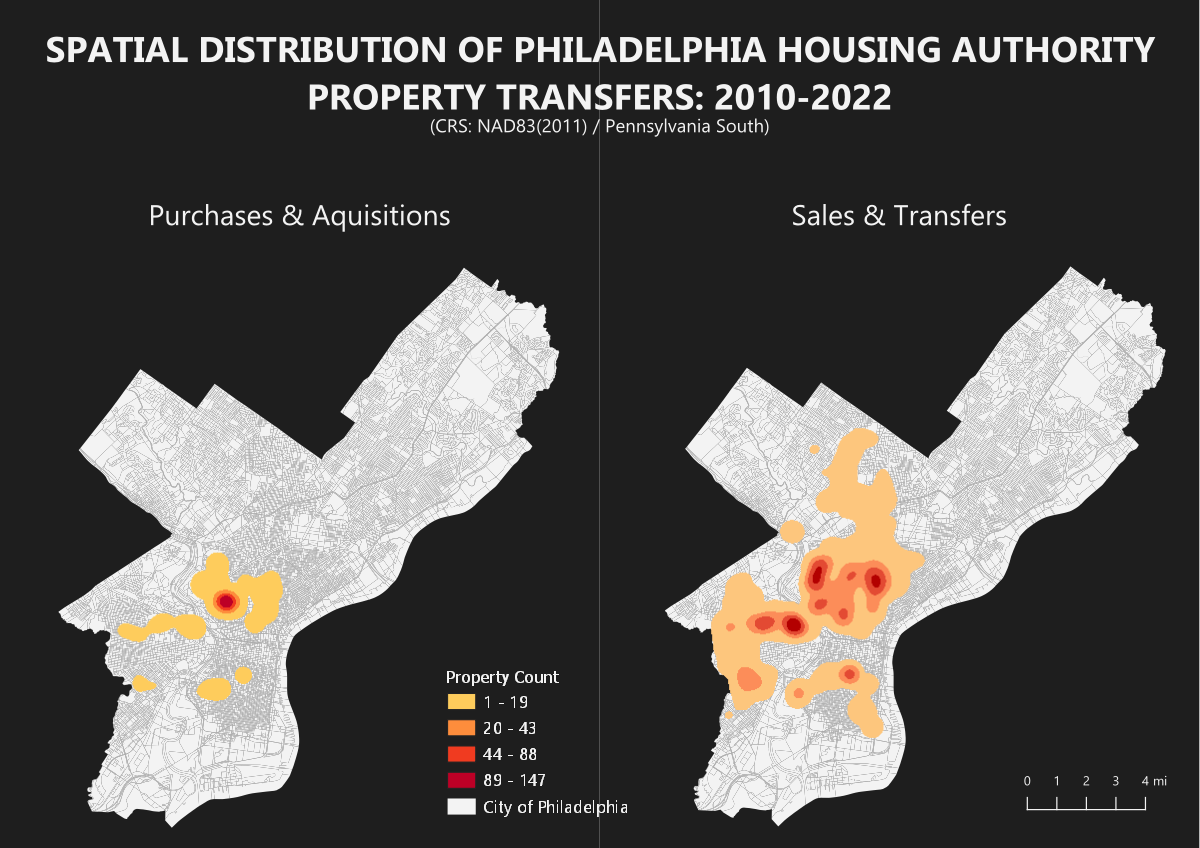 SPATIAL DISTRIBUTION OF PHILADELPHIA HOUSING AUTHORITY
PROPERTY TRANSFERS: 2010-2022
(CRS: NAD83(2011) / Pennsylvania South)
Purchases & Aquisitions
Sales & Transfers
Property Count
1 - 19
20 - 43
44 - 88
89 - 147
City of Philadelphia
0 1 2 3 4 mi